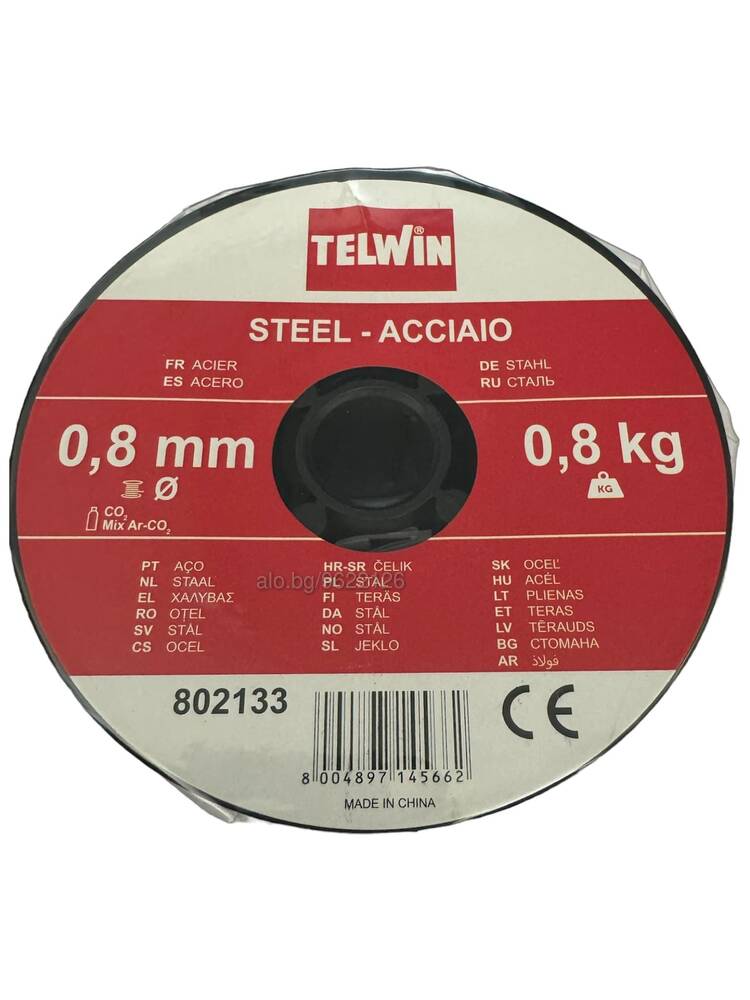 TELWIN®
STEEL - ACCIAIO
FR ACIER
ES ACERO
DE STAHL
RU СТАЛЬ
0,8 mm
Ø
CO2
Mix Ar-CO2
0,8 kg
KG
PT AÇO
NL STAAL
EL ΧΑΛΥΒΑΣ
RO OŢEL
SV STÅL
CS OCEL
HR-SR ČELIK
PL STAL
FI TERÄS
DA STÅL
NO STÅL
SL JEKLO
SK OCEĽ
HU ACÉL
LT PLIENAS
ET TERAS
LV TĒRAUDS
BG СТОМАНА
AR فولاذ
802133
8 004897 145662
CE
MADE IN CHINA